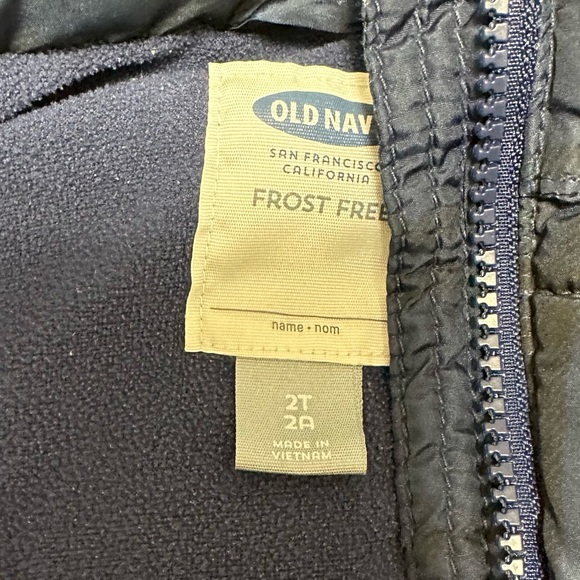 OLD NAV
SAN FRANCISCO
CALIFORNIA
FROST FREE
name • nom
2T
2A
MADE IN
VIETNAM